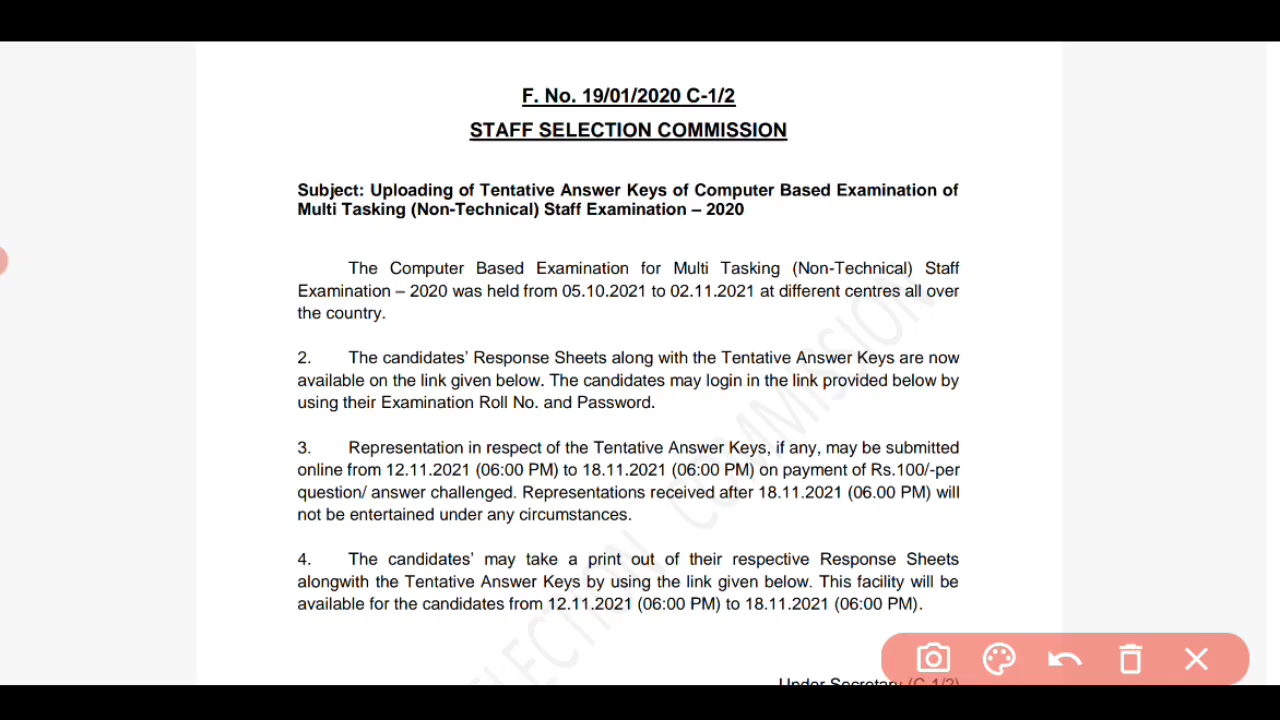 F. No. 19/01/2020 C-1/2
STAFF SELECTION COMMISSION
Subject: Uploading of Tentative Answer Keys of Computer Based Examination of
Multi Tasking (Non-Technical) Staff Examination – 2020
The Computer Based Examination for Multi Tasking (Non-Technical) Staff
Examination – 2020 was held from 05.10.2021 to 02.11.2021 at different centres all over
the country.
2. The candidates’ Response Sheets along with the Tentative Answer Keys are now
available on the link given below. The candidates may login in the link provided below by
using their Examination Roll No. and Password.
3. Representation in respect of the Tentative Answer Keys, if any, may be submitted
online from 12.11.2021 (06:00 PM) to 18.11.2021 (06:00 PM) on payment of Rs.100/-per
question/ answer challenged. Representations received after 18.11.2021 (06.00 PM) will
not be entertained under any circumstances.
4. The candidates’ may take a print out of their respective Response Sheets
alongwith the Tentative Answer Keys by using the link given below. This facility will be
available for the candidates from 12.11.2021 (06:00 PM) to 18.11.2021 (06:00 PM).
Under Secretary (C-1/2)
ELECTION COMMISSION